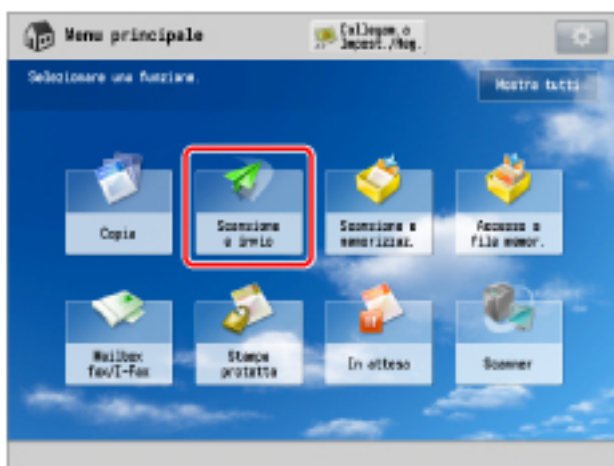 Menu principale
Collegam.a
Impost./Reg.
Selezionare una funzione.
Mostra tutti
Copia
Scansione
e invio
Scansione e
memorizzaz.
Accesso a
file memor.
Mailbox
fax/I-Fax
Stampa
protetta
In attesa
Scanner